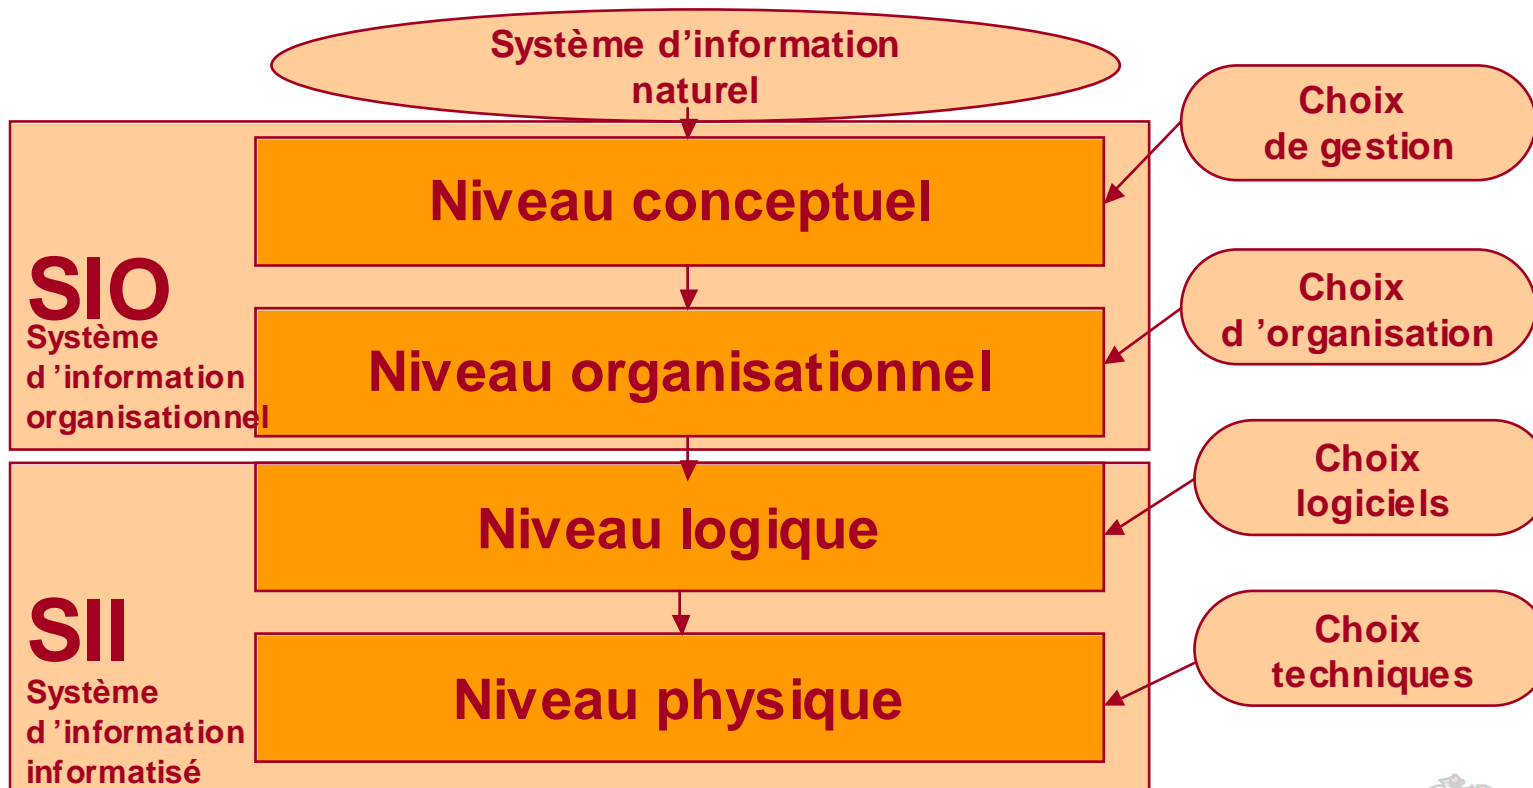 Système d’information
naturel
Choix
de gestion
Niveau conceptuel
SIO
Système
d ’information
organisationnel
Choix
d ’organisation
Niveau organisationnel
Choix
logiciels
Niveau logique
SII
Système
d ’information
informatisé
Choix
techniques
Niveau physique